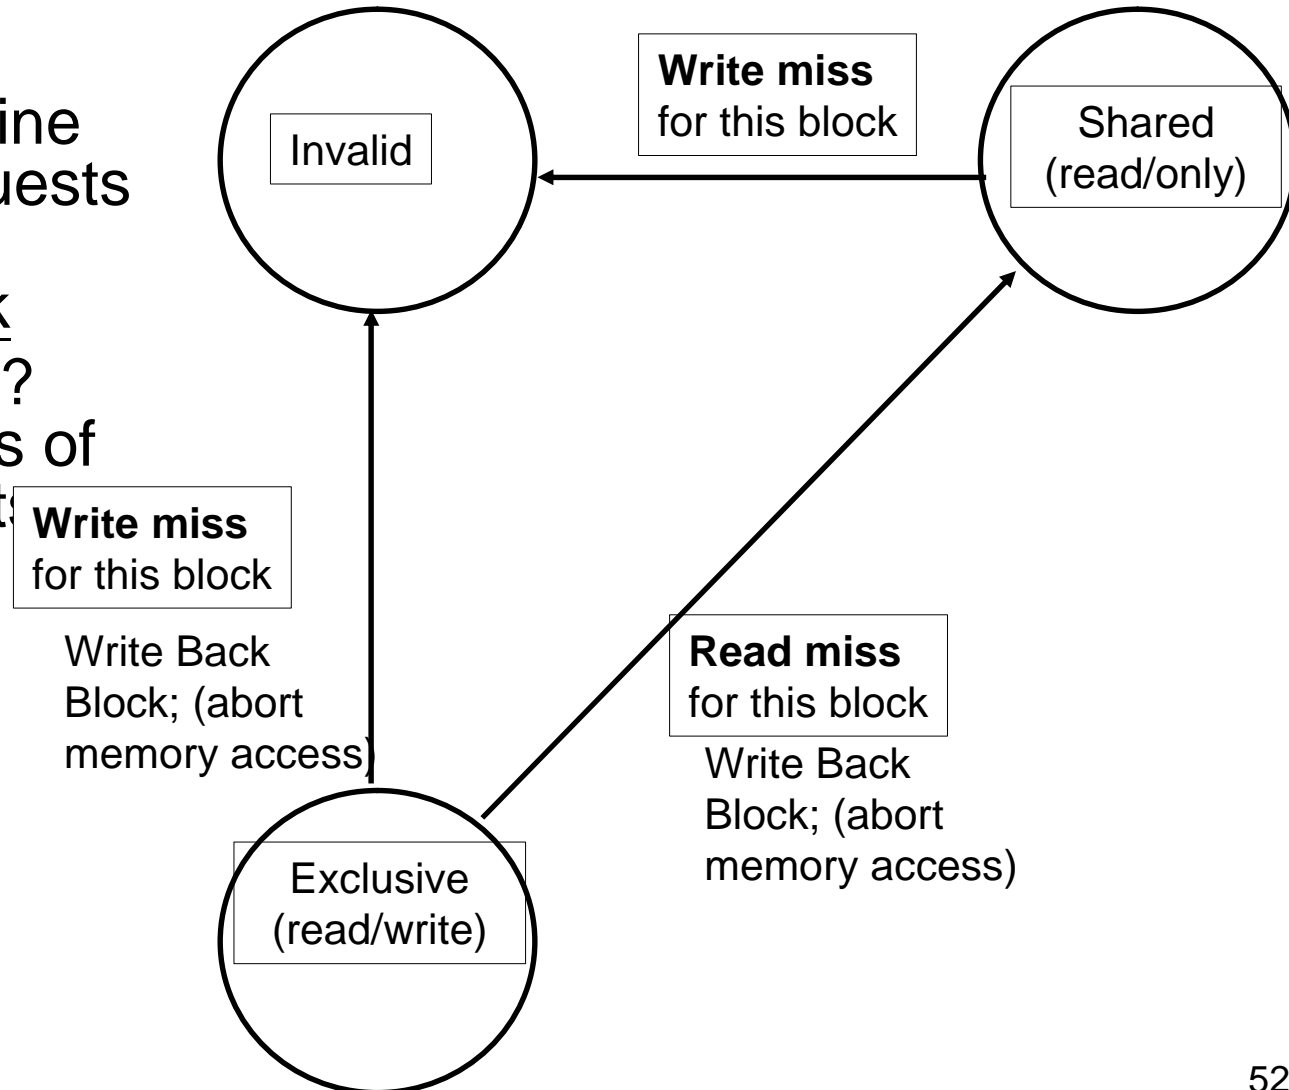 ine
uests
k
?
s of
ts
Invalid
Write miss
for this block
Shared
(read/only)
Write miss
for this block
Write Back
Block; (abort
memory access)
Read miss
for this block
Write Back
Block; (abort
memory access)
Exclusive
(read/write)
52